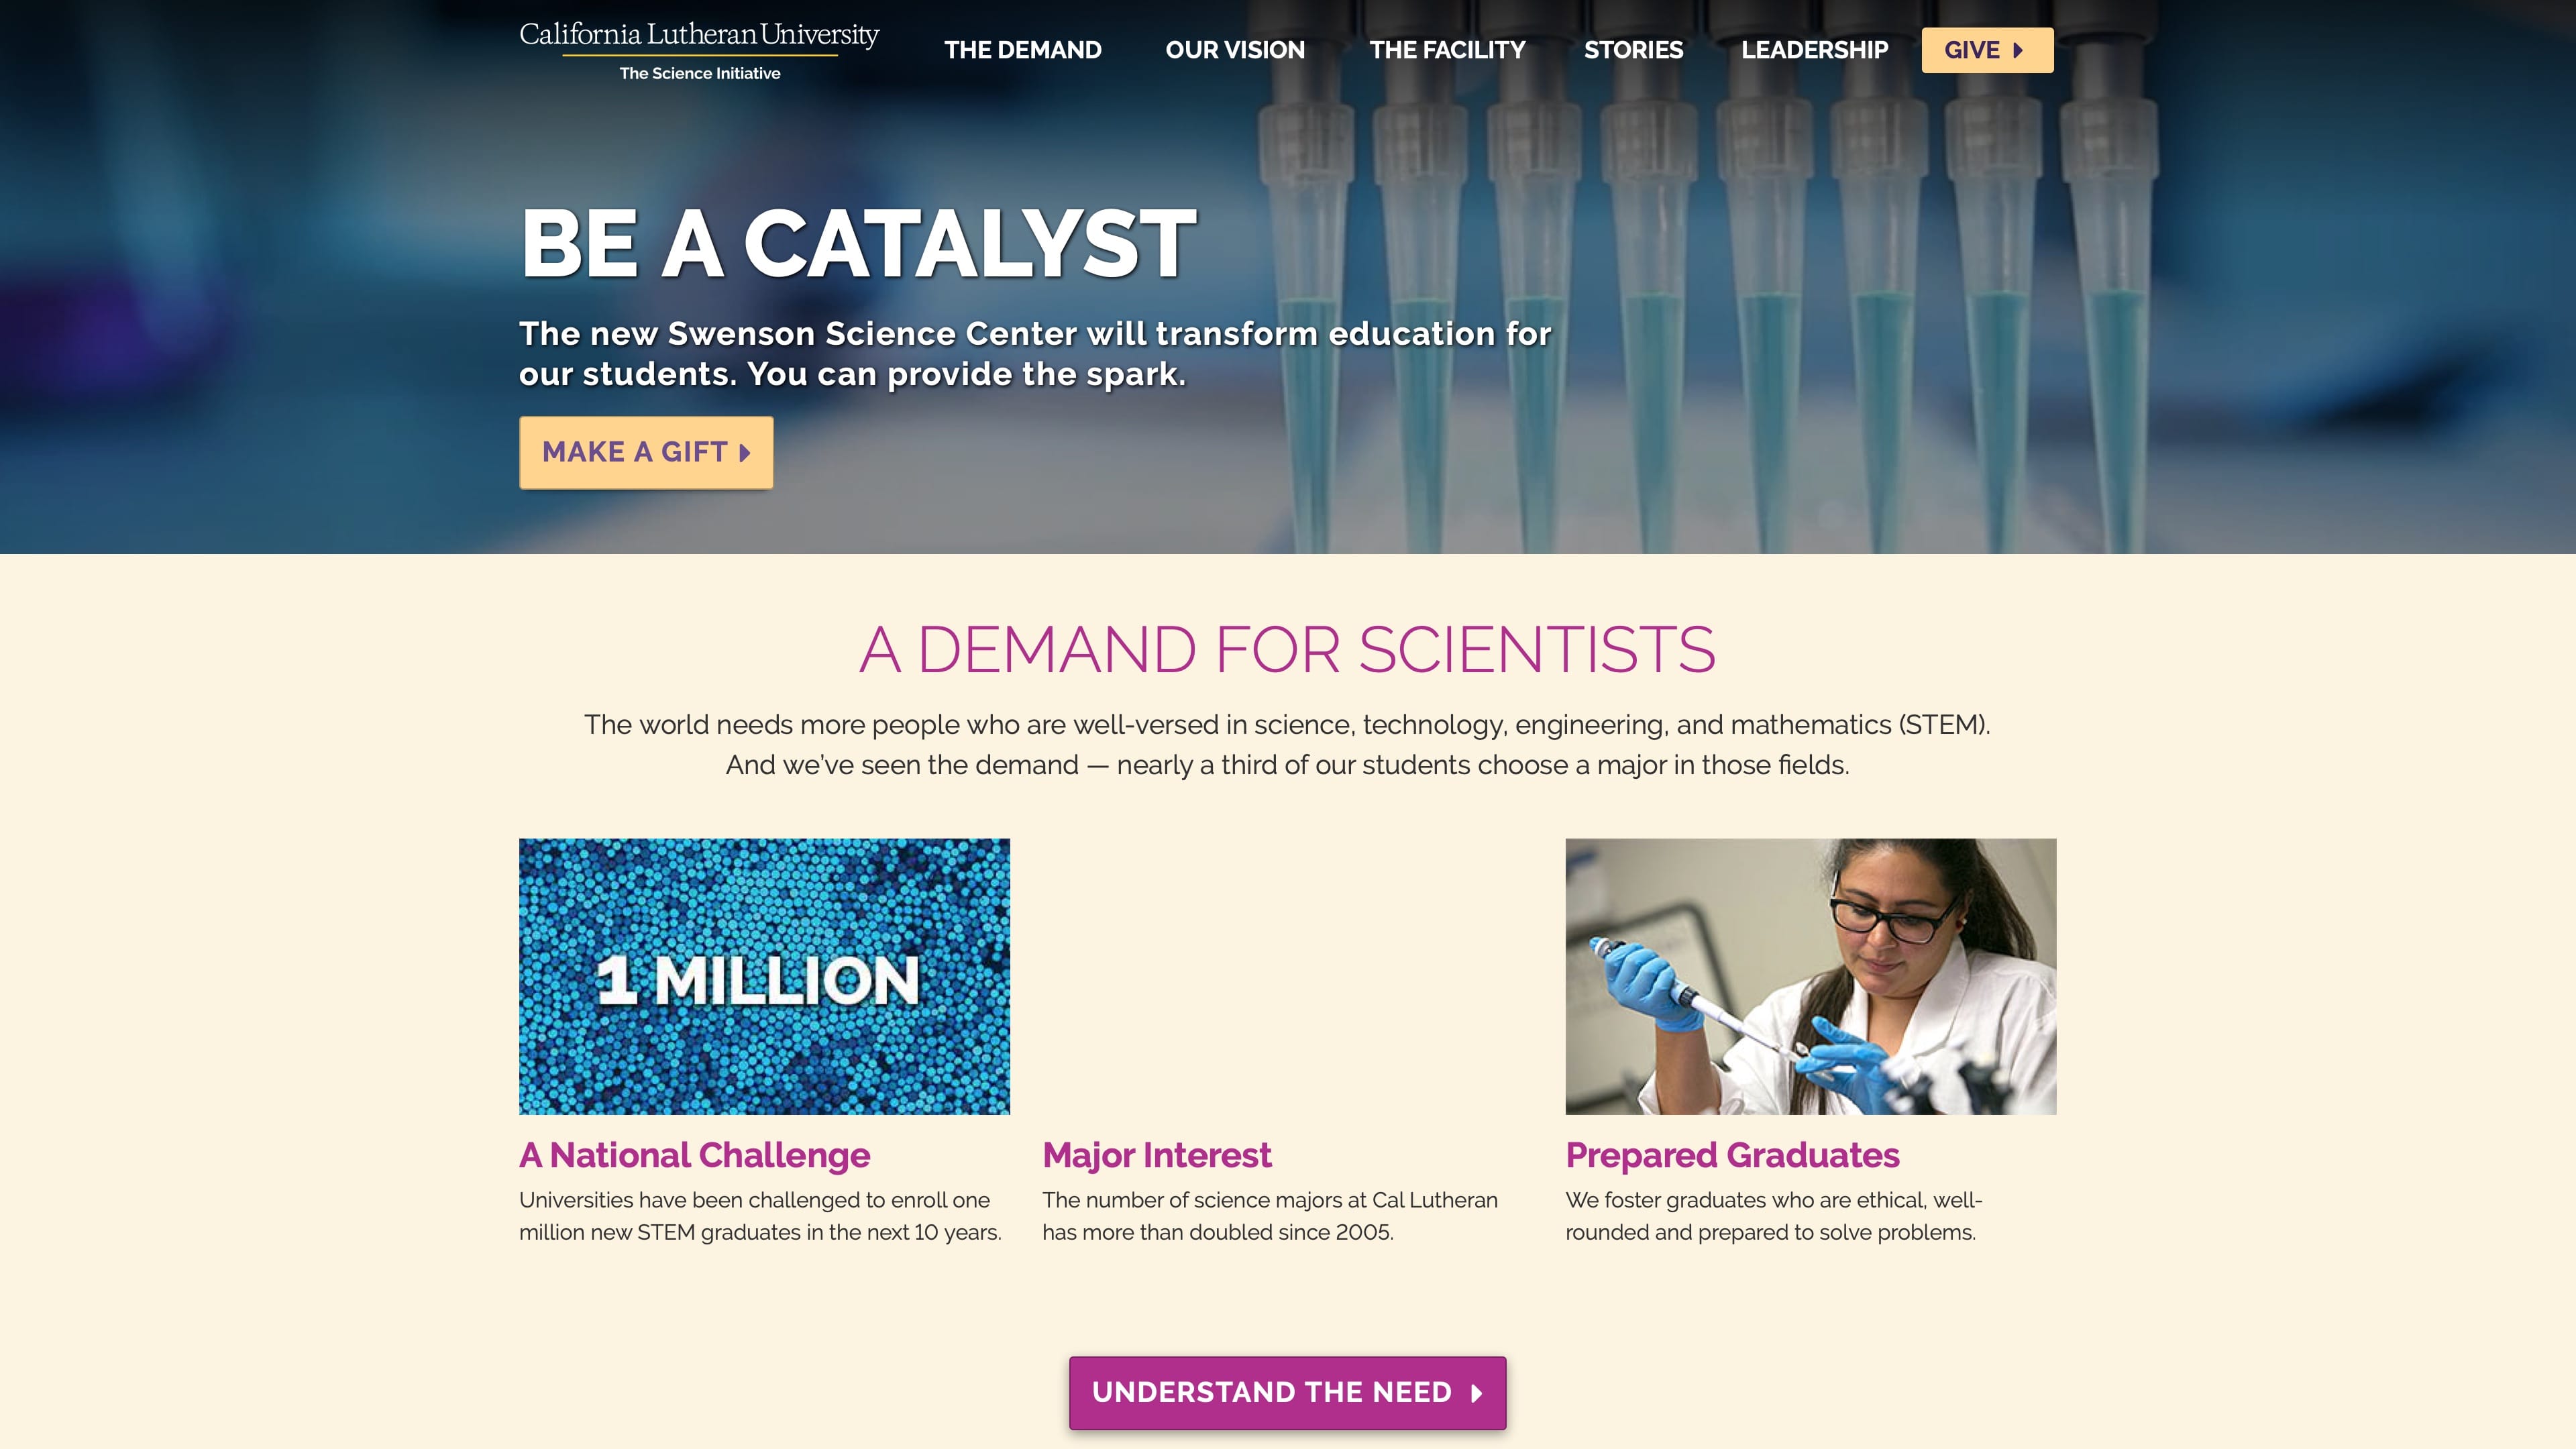 California Lutheran University
The Science Initiative
THE DEMAND
OUR VISION
THE FACILITY
STORIES
LEADERSHIP
GIVE
BE A CATALYST
The new Swenson Science Center will transform education for
our students. You can provide the spark.
MAKE A GIFT
A DEMAND FOR SCIENTISTS
The world needs more people who are well-versed in science, technology, engineering, and mathematics (STEM).
And we’ve seen the demand — nearly a third of our students choose a major in those fields.
1 MILLION
A National Challenge
Universities have been challenged to enroll one
million new STEM graduates in the next 10 years.
Major Interest
The number of science majors at Cal Lutheran
has more than doubled since 2005.
Prepared Graduates
We foster graduates who are ethical, well-
rounded and prepared to solve problems.
UNDERSTAND THE NEED